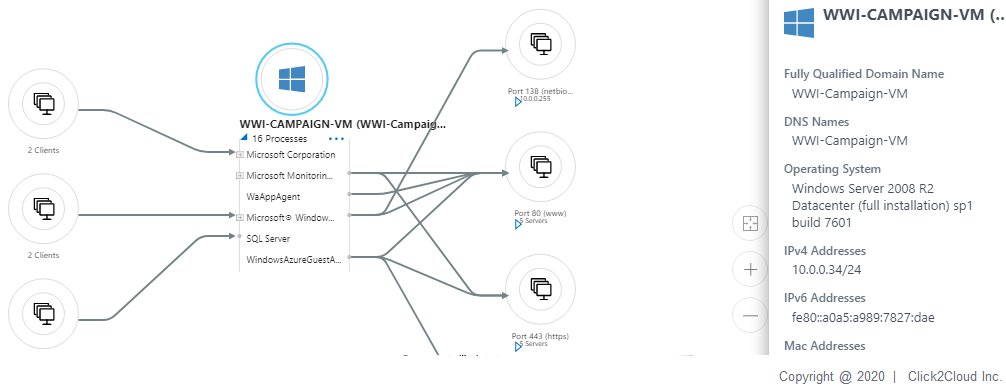 2 Clients
2 Clients
WWI-CAMPAIGN-VM (WWI-Campaig...
16 Processes
Microsoft Corporation
Microsoft Monitorin...
WaAppAgent
Microsoft® Window...
SQL Server
WindowsAzureGuestA...
Port 138 (netbio...
10.0.0.255
Port 80 (www)
5 Servers
Port 443 (https)
5 Servers
WWI-CAMPAIGN-VM (..
Fully Qualified Domain Name
WWI-Campaign-VM
DNS Names
WWI-Campaign-VM
Operating System
Windows Server 2008 R2
Datacenter (full installation) sp1
build 7601
IPv4 Addresses
10.0.0.34/24
IPv6 Addresses
fe80::a0a5:a989:7827:dae
Mac Addresses
Copyright @ 2020 | Click2Cloud Inc.